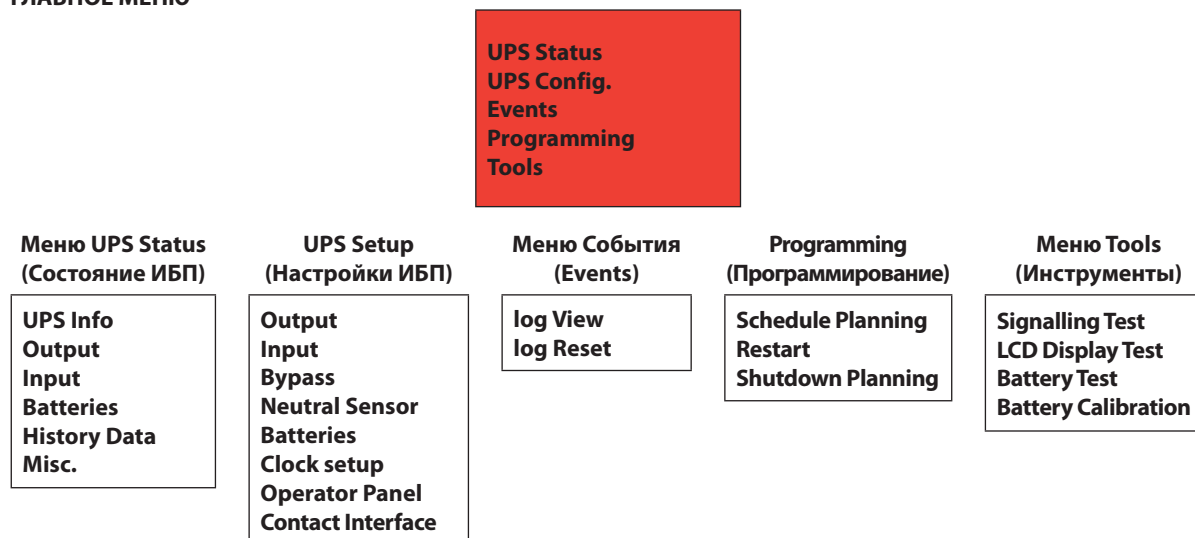 ГЛАВНОЕ МЕНЮ
UPS Status
UPS Config.
Events
Programming
Tools
Меню UPS Status
(Состояние ИБП)
UPS Info
Output
Input
Batteries
History Data
Misc.
UPS Setup
(Настройки ИБП)
Output
Input
Bypass
Neutral Sensor
Batteries
Clock setup
Operator Panel
Contact Interface
Меню События
(Events)
log View
log Reset
Programming
(Программирование)
Schedule Planning
Restart
Shutdown Planning
Меню Tools
(Инструменты)
Signalling Test
LCD Display Test
Battery Test
Battery Calibration